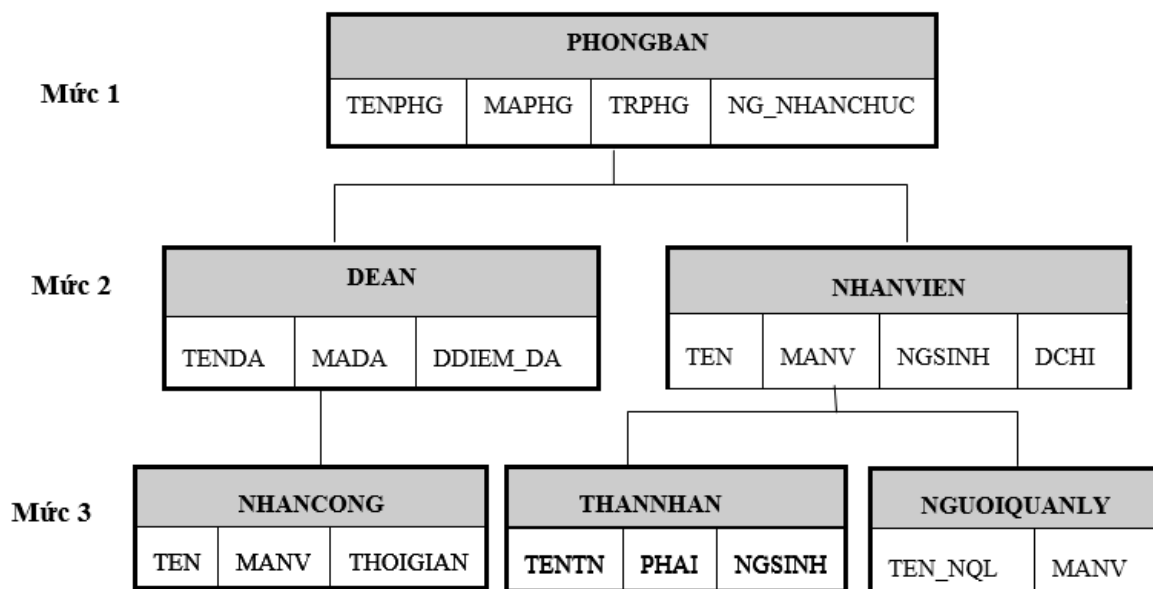 PHONGBAN
Mức 1
TENPHG MAPHG TRPHG NG_NHANCHUC
Mức 2
DEAN
NHANVIEN
TENDA MADA DDIEM_DA
TEN MANV NGSINH DCHI
Mức 3
NHANCONG
THANNHAN
NGUOIQUANLY
TEN MANV THOIGIAN
TENTN PHAI NGSINH
TEN_NQL MANV